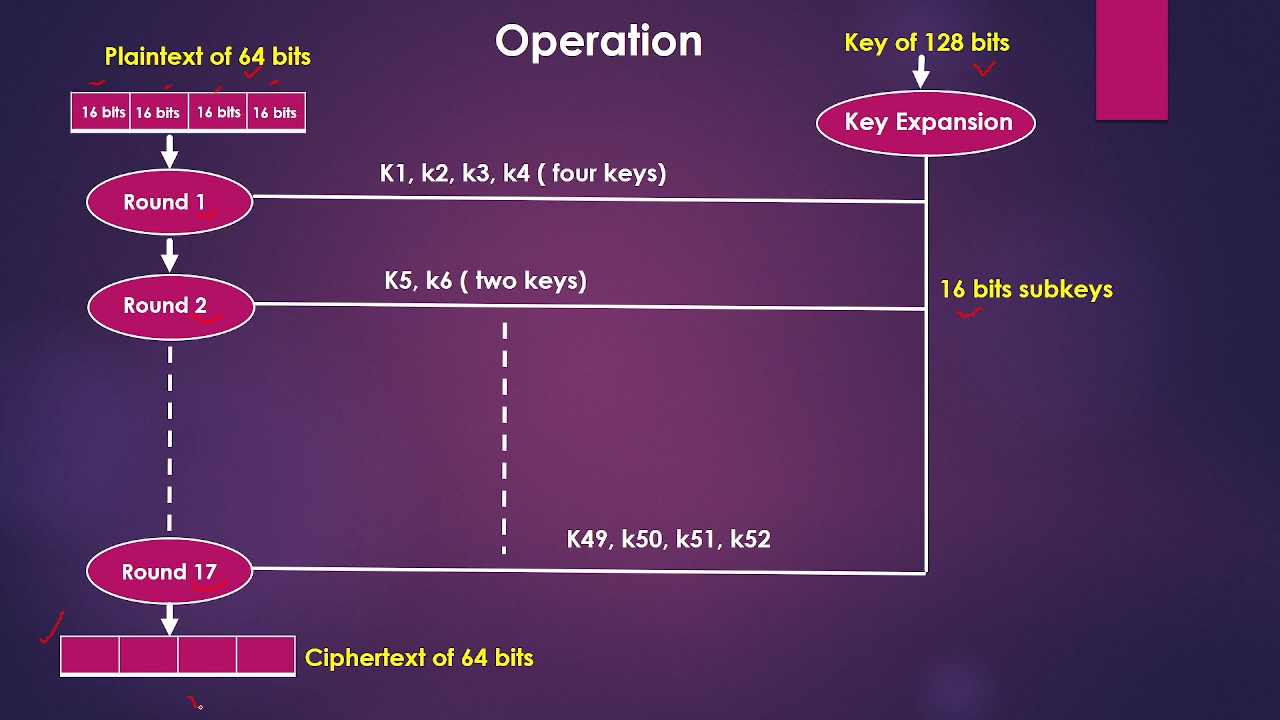 Operation
Plaintext of 64 bits
Key of 128 bits
16 bits 16 bits 16 bits 16 bits
Key Expansion
K1, k2, k3, k4 ( four keys)
Round 1
K5, k6 ( two keys)
16 bits subkeys
Round 2
K49, k50, k51, k52
Round 17
Ciphertext of 64 bits